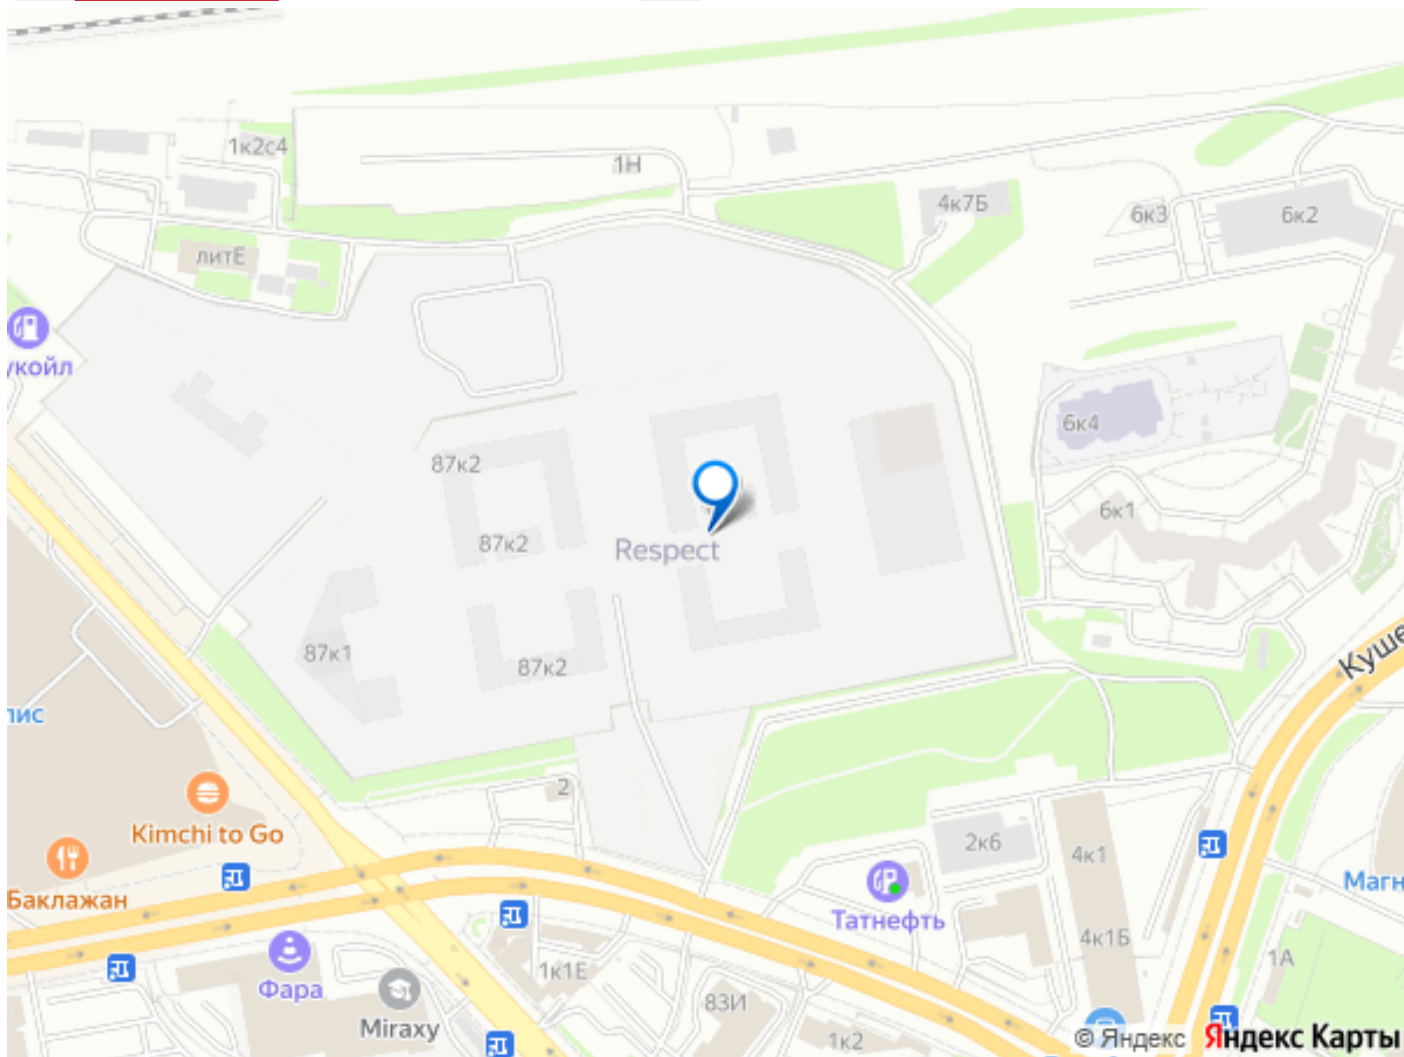 1к2с4
1Н
4к7Б
6к3
6к2
литЕ
укойл
6к4
87к2
6к1
87к2
Respect
87к1
87к2
Куше
лис
2
Kimchi to Go
2к6
4к1
Баклажан
Татнефть
Магн
4к1Б
1А
1к1Е
Фара
83И
Miraxy
1к2
© Яндекс Яндекс Карты